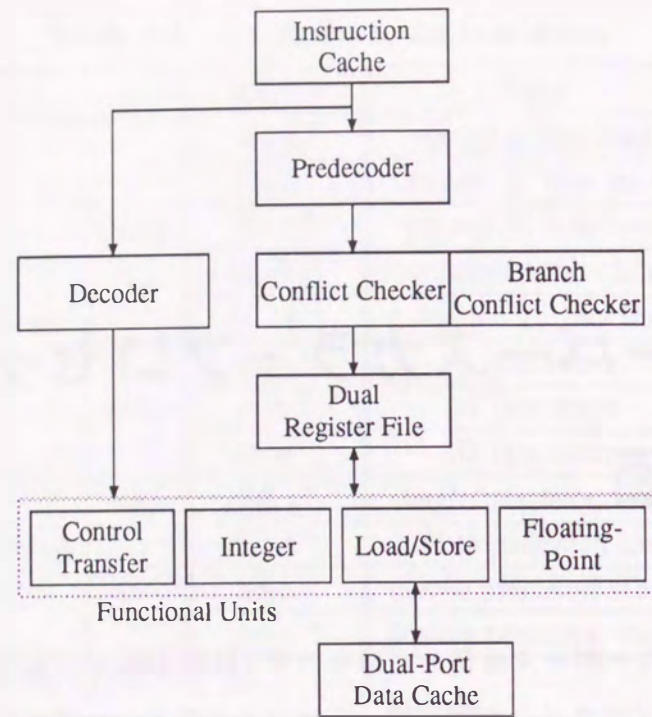 Instruction
Cache
Predecoder
Decoder
Conflict Checker
Branch
Conflict Checker
Dual
Register File
Control
Transfer
Integer
Load/Store
Floating-
Point
Functional Units
Dual-Port
Data Cache